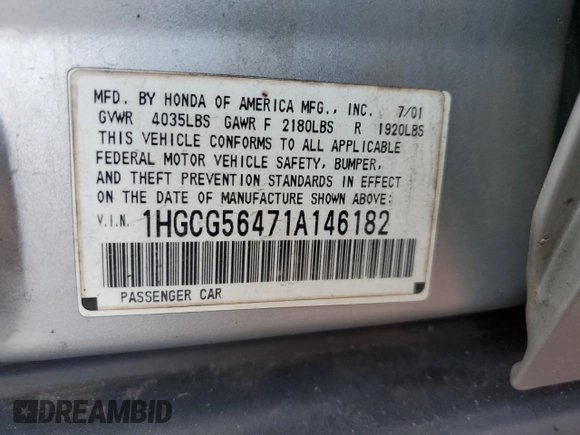 MFD. BY HONDA OF AMERICA MFG., INC. 7/01
GVWR 4035LBS GAWR F 2180LBS R 1920LBS
THIS VEHICLE CONFORMS TO ALL APPLICABLE
FEDERAL MOTOR VEHICLE SAFETY, BUMPER,
AND THEFT PREVENTION STANDARDS IN EFFECT
ON THE DATE OF MANUFACTURE SHOWN ABOVE:
V.I.N. 1HGCG56471A146182
PASSENGER CAR
DREAMBID